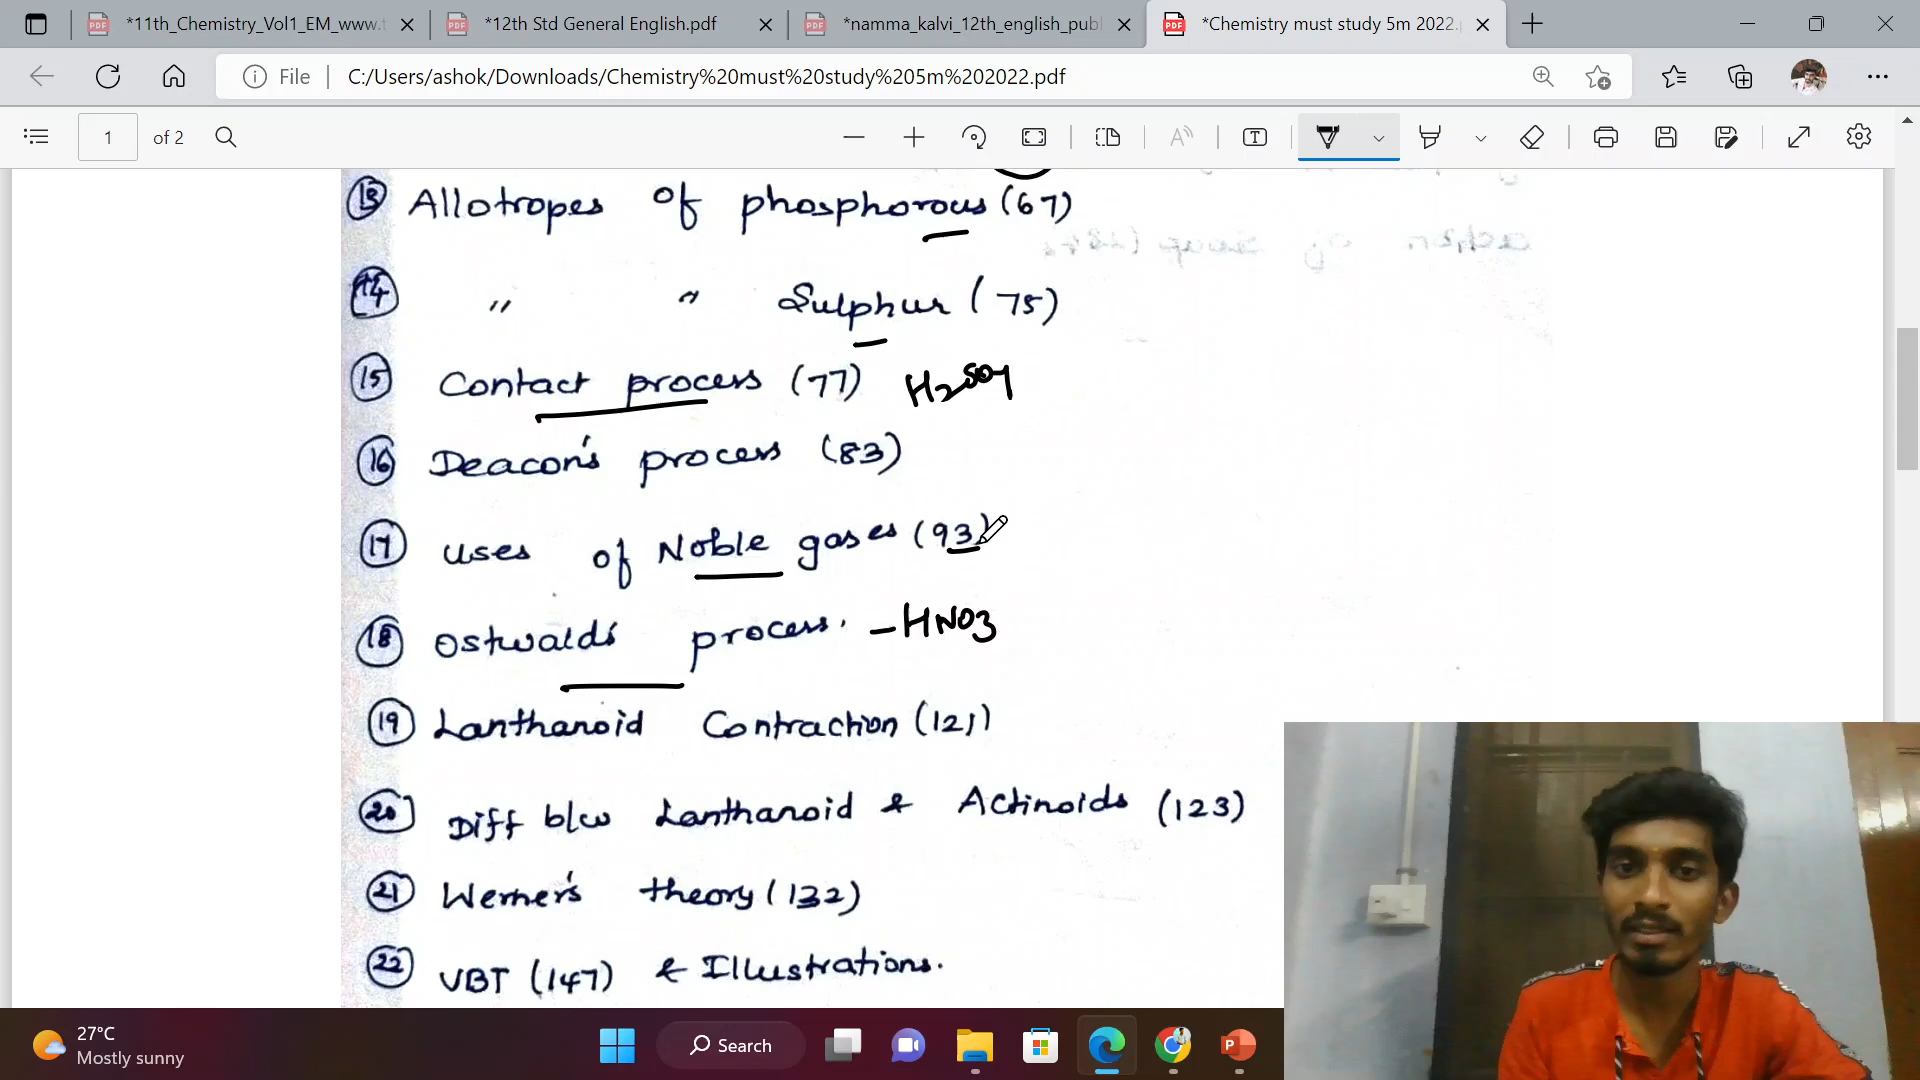 *11th_Chemistry_Vol1_EM_www.t
*12th Std General English.pdf
*namma_kalvi_12th_english_publ
*Chemistry must study 5m 2022.
File
C:/Users/ashok/Downloads/Chemistry%20must%20study%205m%202022.pdf
1 of 2
13 Allotropes of phosphorous (67)
14 " " Sulphur (75)
15 Contact process (77) H2SO4
16 Deacon's process (83)
17 Uses of Noble gases (93)
18 Ostwald's process. - HNO3
19 Lanthanoid Contraction (121)
20 Diff b/w Lanthanoid & Actinoids (123)
21 Werner's theory (132)
22 VBT (147) & Illustrations.
27°C
Mostly sunny
Search